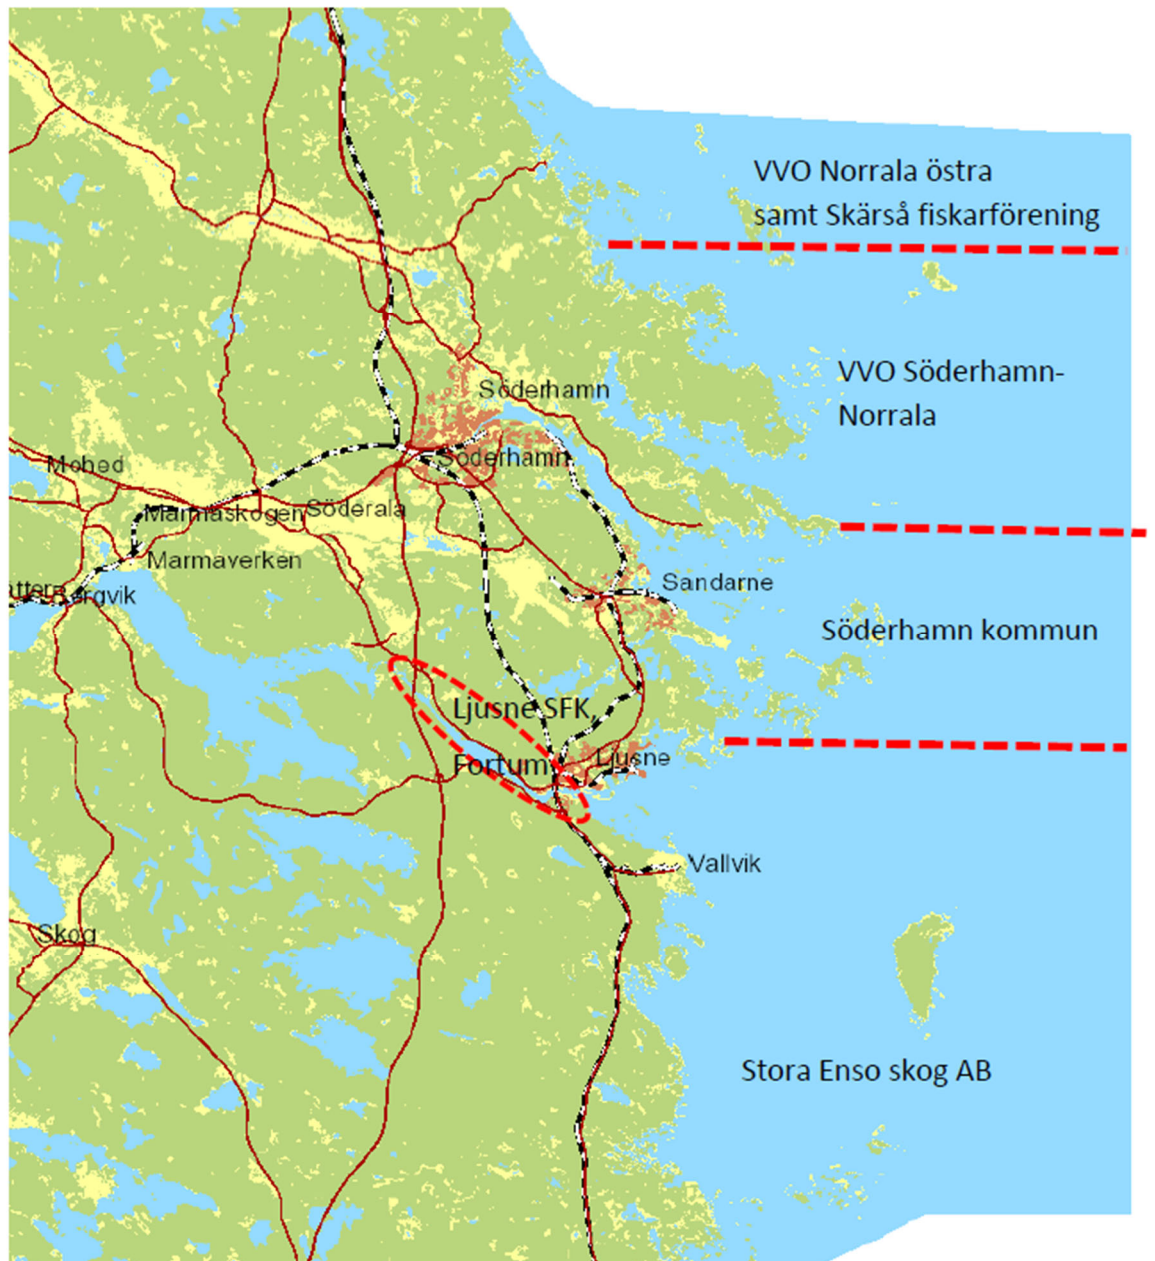 VVO Norrala östra
samt Skärså fiskarförening
VVO Söderhamn-
Norrala
Söderhamn
Söderhamn
Mohed
Marmaskogen
Söderala
Marmaverken
Bergvik
Sandarne
Söderhamn kommun
Ljusne SFK,
Fortum
Ljusne
Vallvik
Skog
Stora Enso skog AB